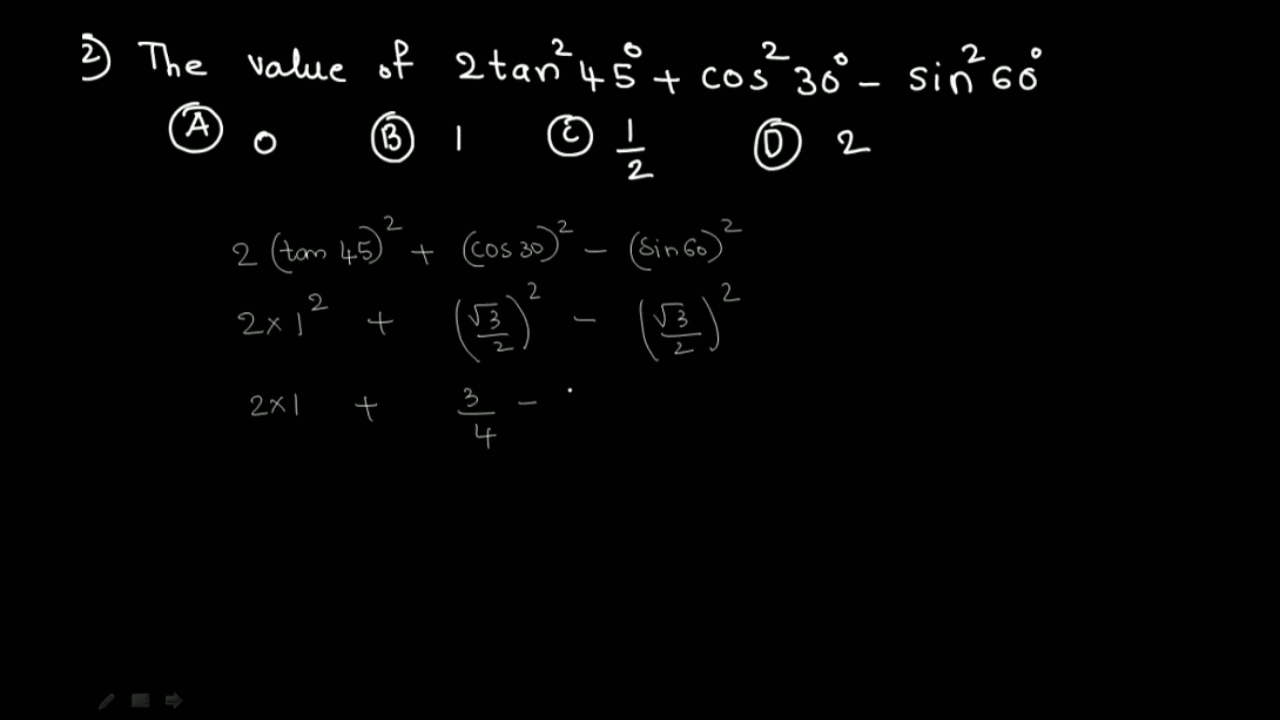 2) The value of 2tan²45° + cos²30° − sin²60°
(A) 0 (B) 1 (C) 1/2 (D) 2
2 (tan 45)² + (cos 30)² − (sin 60)²
2×1² + (√3/2)² − (√3/2)²
2×1 + 3/4 −